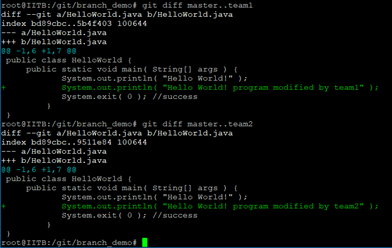 root@IITB:/git/branch_demo# git diff master..team1
diff --git a/HelloWorld.java b/HelloWorld.java
index bd89cbc..5b4f403 100644
--- a/HelloWorld.java
+++ b/HelloWorld.java
@@ -1,6 +1,7 @@
 public class HelloWorld {
    public static void main( String[] args ) {
        System.out.println( "Hello World!" );
+        System.out.println( "Hello World! program modified by team1" );
        System.exit( 0 ); //success
    }
 }
root@IITB:/git/branch_demo# git diff master..team2
diff --git a/HelloWorld.java b/HelloWorld.java
index bd89cbc..9511e84 100644
--- a/HelloWorld.java
+++ b/HelloWorld.java
@@ -1,6 +1,7 @@
 public class HelloWorld {
    public static void main( String[] args ) {
        System.out.println( "Hello World!" );
+        System.out.println( "Hello World! program modified by team2" );
        System.exit( 0 ); //success
    }
 }
root@IITB:/git/branch_demo#